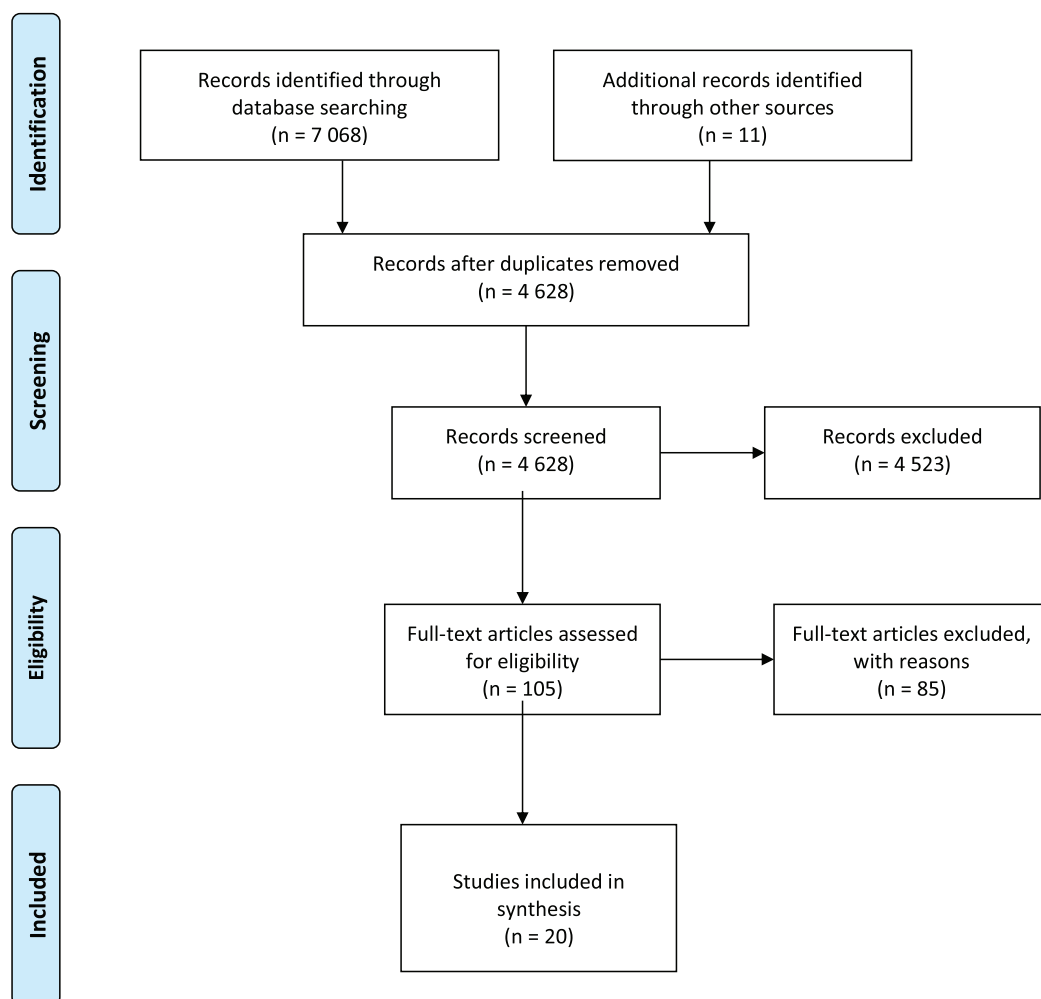 Identification
Records identified through
database searching
(n = 7 068)
Additional records identified
through other sources
(n = 11)
Records after duplicates removed
(n = 4 628)
Screening
Records screened
(n = 4 628)
Records excluded
(n = 4 523)
Eligibility
Full-text articles assessed
for eligibility
(n = 105)
Full-text articles excluded,
with reasons
(n = 85)
Included
Studies included in
synthesis
(n = 20)